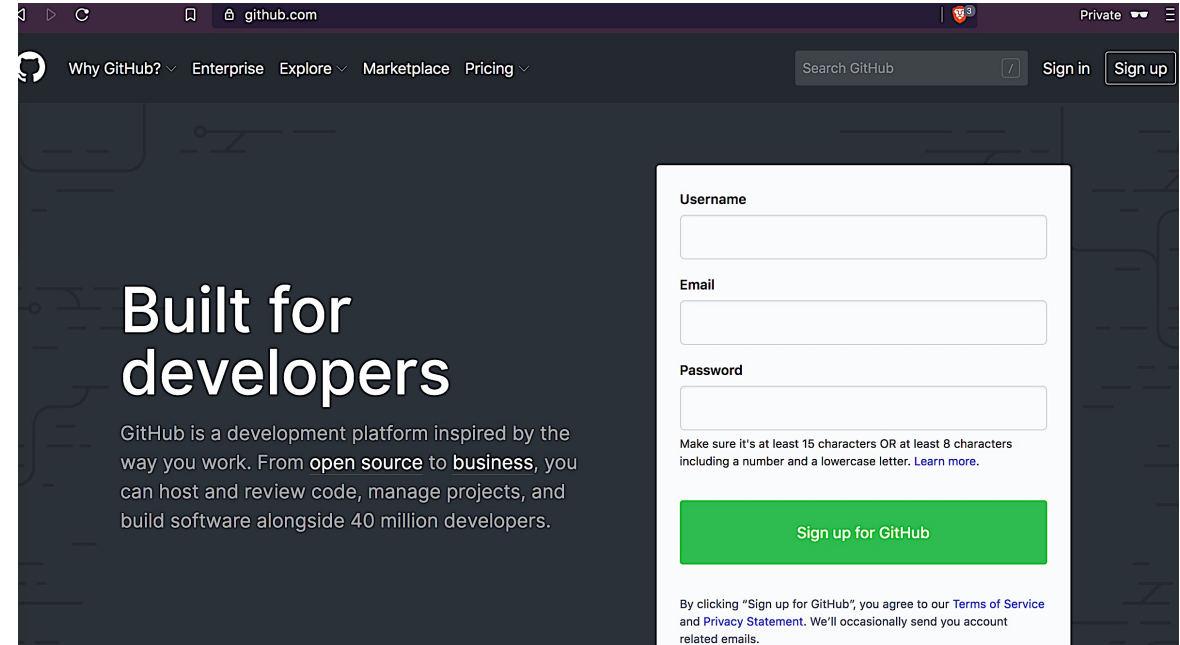 github.com
3
Private
Why GitHub? Enterprise Explore Marketplace Pricing
Search GitHub /
Sign in Sign up
Built for
developers
GitHub is a development platform inspired by the
way you work. From open source to business, you
can host and review code, manage projects, and
build software alongside 40 million developers.
Username
Email
Password
Make sure it's at least 15 characters OR at least 8 characters
including a number and a lowercase letter. Learn more.
Sign up for GitHub
By clicking “Sign up for GitHub”, you agree to our Terms of Service
and Privacy Statement. We’ll occasionally send you account
related emails.